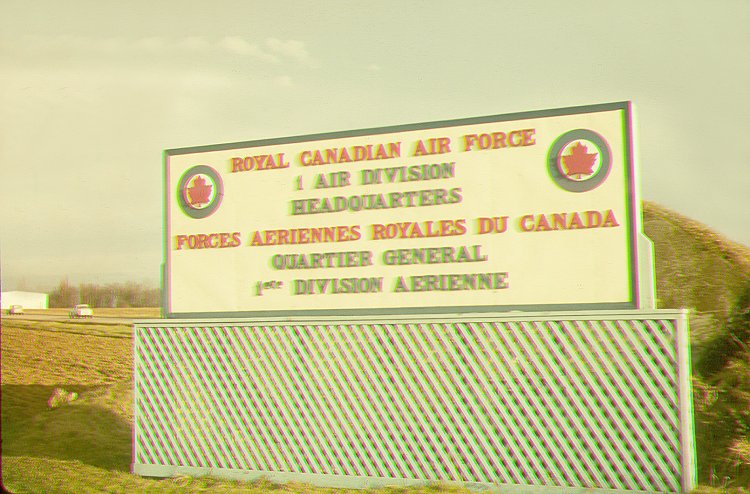 ROYAL CANADIAN AIR FORCE
1 AIR DIVISION
HEADQUARTERS
FORCES AERIENNES ROYALES DU CANADA
QUARTIER GENERAL
1ere DIVISION AERIENNE